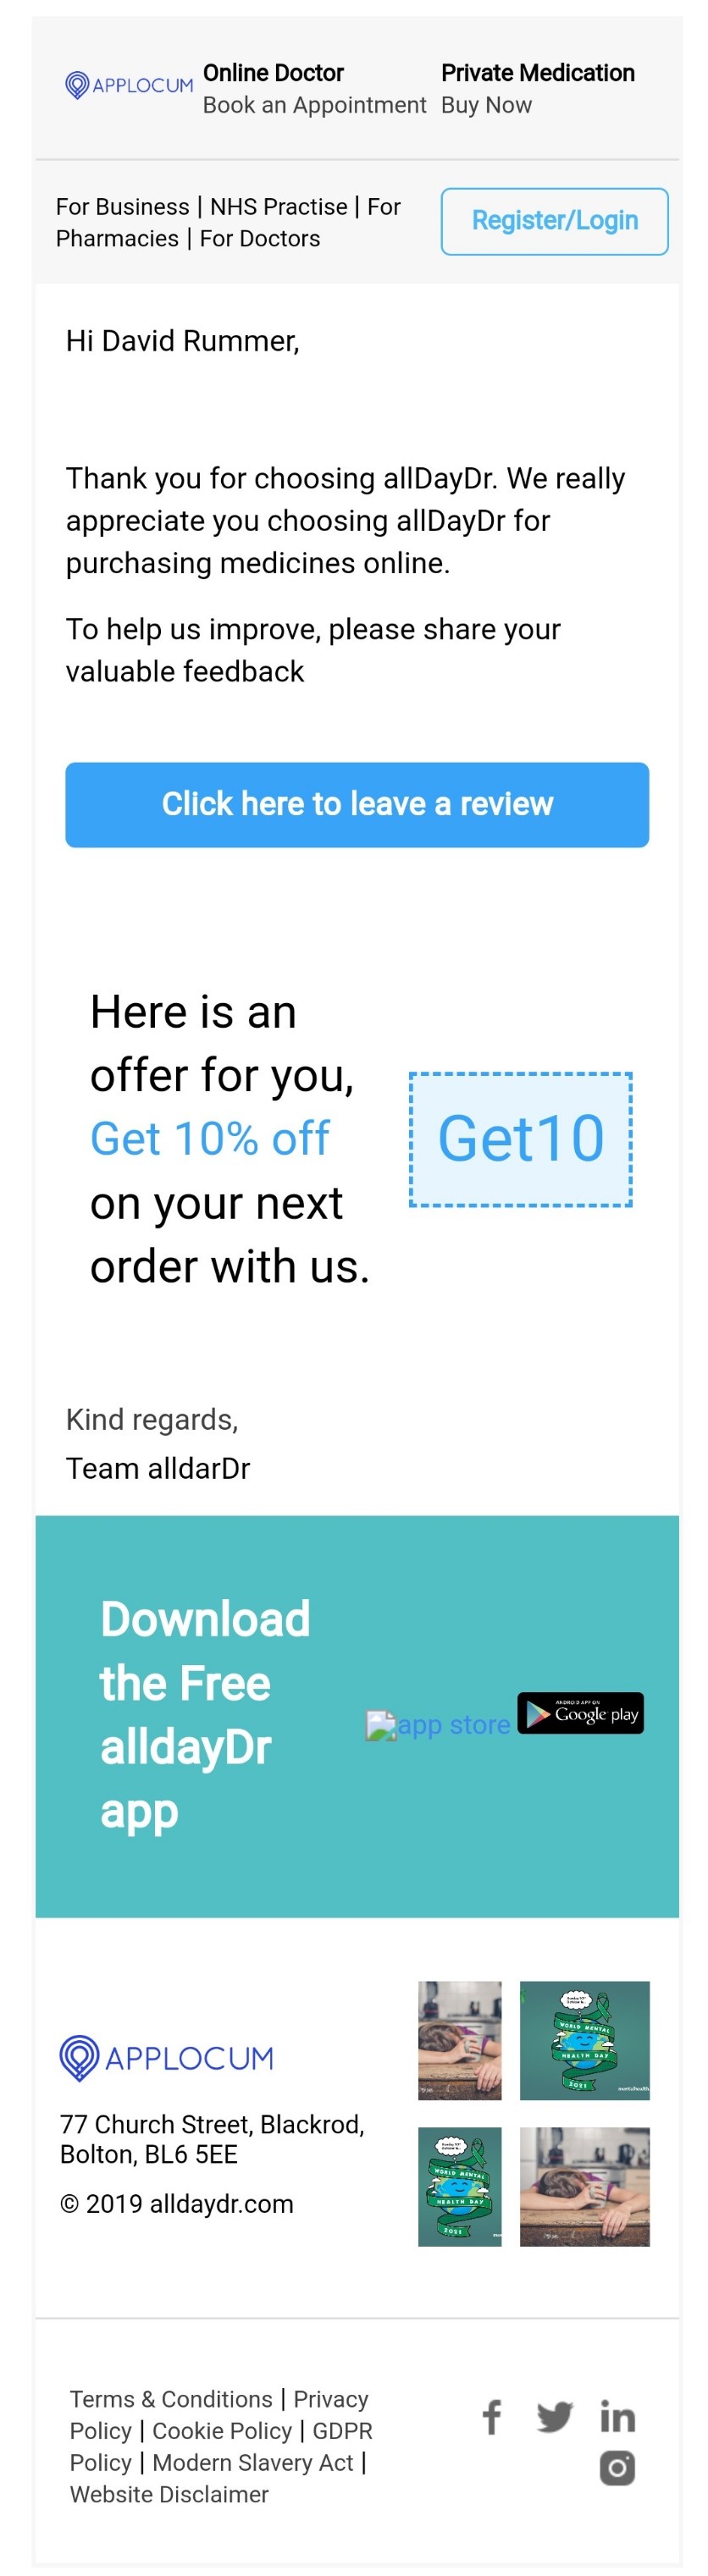 APPLOCUM
Online Doctor
Book an Appointment
Private Medication
Buy Now
For Business | NHS Practise | For
Pharmacies | For Doctors
Register/Login
Hi David Rummer,
Thank you for choosing allDayDr. We really
appreciate you choosing allDayDr for
purchasing medicines online.
To help us improve, please share your
valuable feedback
Click here to leave a review
Here is an
offer for you,
Get 10% off
on your next
order with us.
Get10
Kind regards,
Team alldarDr
Download
the Free
alldayDr
app
app store
ANDROID APP ON
Google play
APPLOCUM
77 Church Street, Blackrod,
Bolton, BL6 5EE
© 2019 alldaydr.com
WORLD MENTAL
HEALTH DAY
2021
WORLD MENTAL
HEALTH DAY
2021
Terms & Conditions | Privacy
Policy | Cookie Policy | GDPR
Policy | Modern Slavery Act |
Website Disclaimer